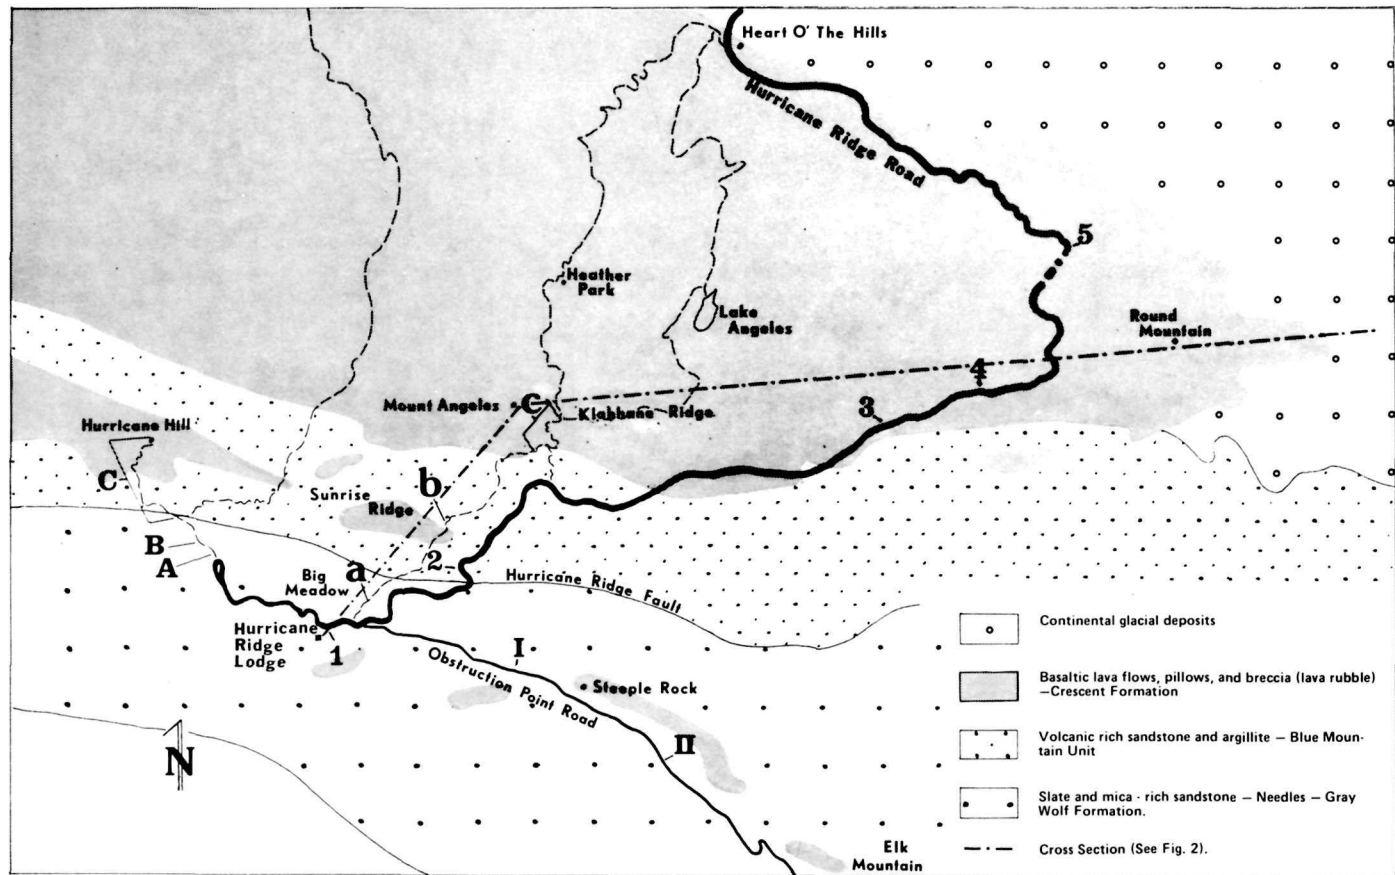 Heart O' The Hills
Hurricane Ridge Road
5
Heather
Park
Lake
Angeles
Round
Mountain
4
Mount Angeles
c
Klahhane Ridge
3
Hurricane Hill
C
b
Sunrise
Ridge
B
A
2
a
Big
Meadow
Hurricane Ridge Fault
Hurricane
Ridge
Lodge
1
I
Obstruction Point Road
Steeple Rock
II
N
Elk
Mountain
Continental glacial deposits
Basaltic lava flows, pillows, and breccia (lava rubble)
—Crescent Formation
Volcanic rich sandstone and argillite — Blue Moun-
tain Unit
Slate and mica - rich sandstone — Needles — Gray
Wolf Formation.
Cross Section (See Fig. 2).